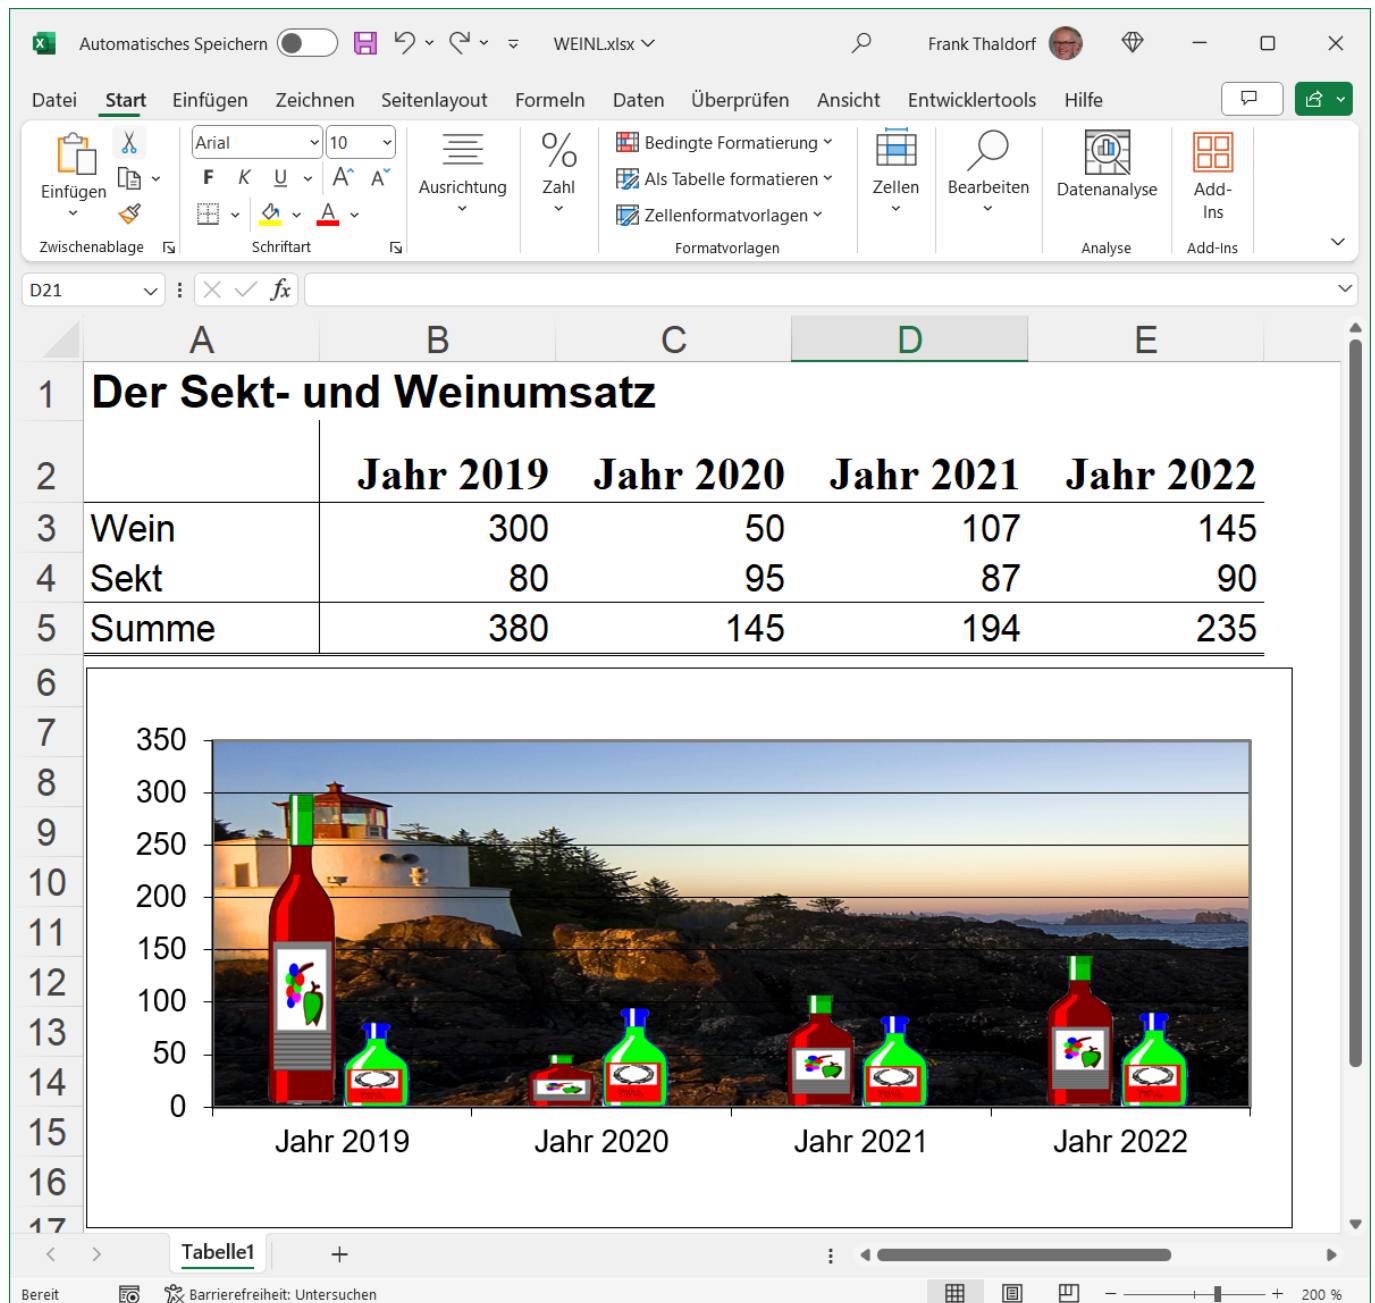 Automatisches Speichern WEINL.xlsx Frank Thaldorf
Datei Start Einfügen Zeichnen Seitenlayout Formeln Daten Überprüfen Ansicht Entwicklertools Hilfe
Einfügen
Arial 10
F K U A A
A
Ausrichtung
% Zahl
Bedingte Formatierung
Als Tabelle formatieren
Zellenformatvorlagen
Zellen
Bearbeiten
Datenanalyse
Add-
Ins
Zwischenablage Schriftart Formatvorlagen Analyse Add-Ins
D21 fx
A B C D E
1 Der Sekt- und Weinumsatz
2 Jahr 2019 Jahr 2020 Jahr 2021 Jahr 2022
3 Wein 300 50 107 145
4 Sekt 80 95 87 90
5 Summe 380 145 194 235
6
7
8
9
10
11
12
13
14
15
16
17
350
300
250
200
150
100
50
0
Jahr 2019 Jahr 2020 Jahr 2021 Jahr 2022
Tabelle1
Bereit Barrierefreiheit: Untersuchen 200 %